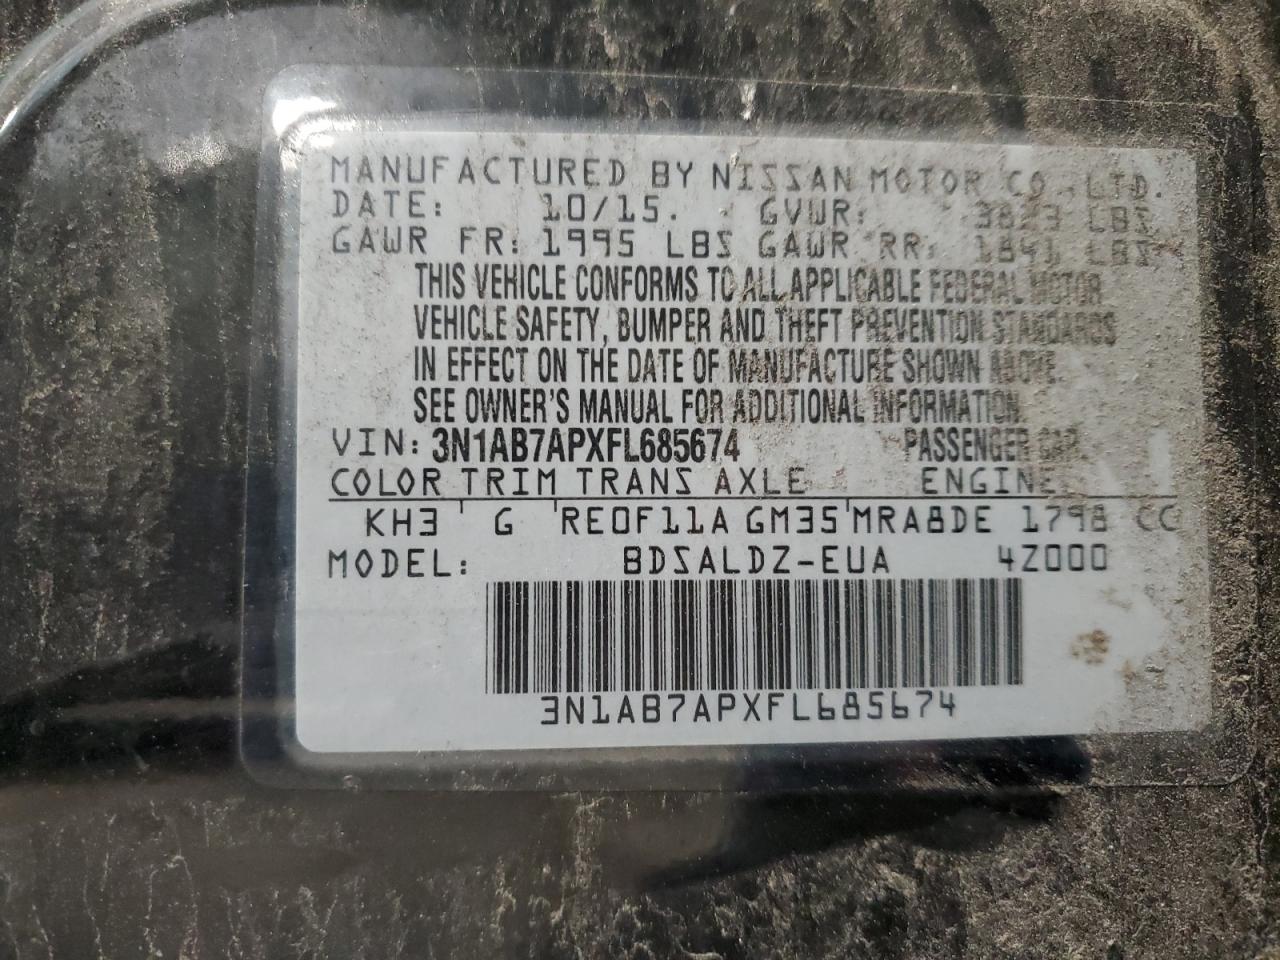 MANUFACTURED BY NISSAN MOTOR CO.,LTD.
DATE: 10/15. GVWR: LBS
GAWR FR: 1995 LBS GAWR RR: 1841 LBS
THIS VEHICLE CONFORMS TO ALL APPLICABLE FEDERAL MOTOR
VEHICLE SAFETY, BUMPER AND THEFT PREVENTION STANDARDS
IN EFFECT ON THE DATE OF MANUFACTURE SHOWN ABOVE.
SEE OWNER'S MANUAL FOR ADDITIONAL INFORMATION.
VIN: 3N1AB7APXFL685674 PASSENGER CAR
COLOR TRIM TRANS AXLE ENGINE
KH3 G RE0F11A GM35 MRA8DE 1798 CC
MODEL: BDSALDZ-EUA 4Z000
3N1AB7APXFL685674